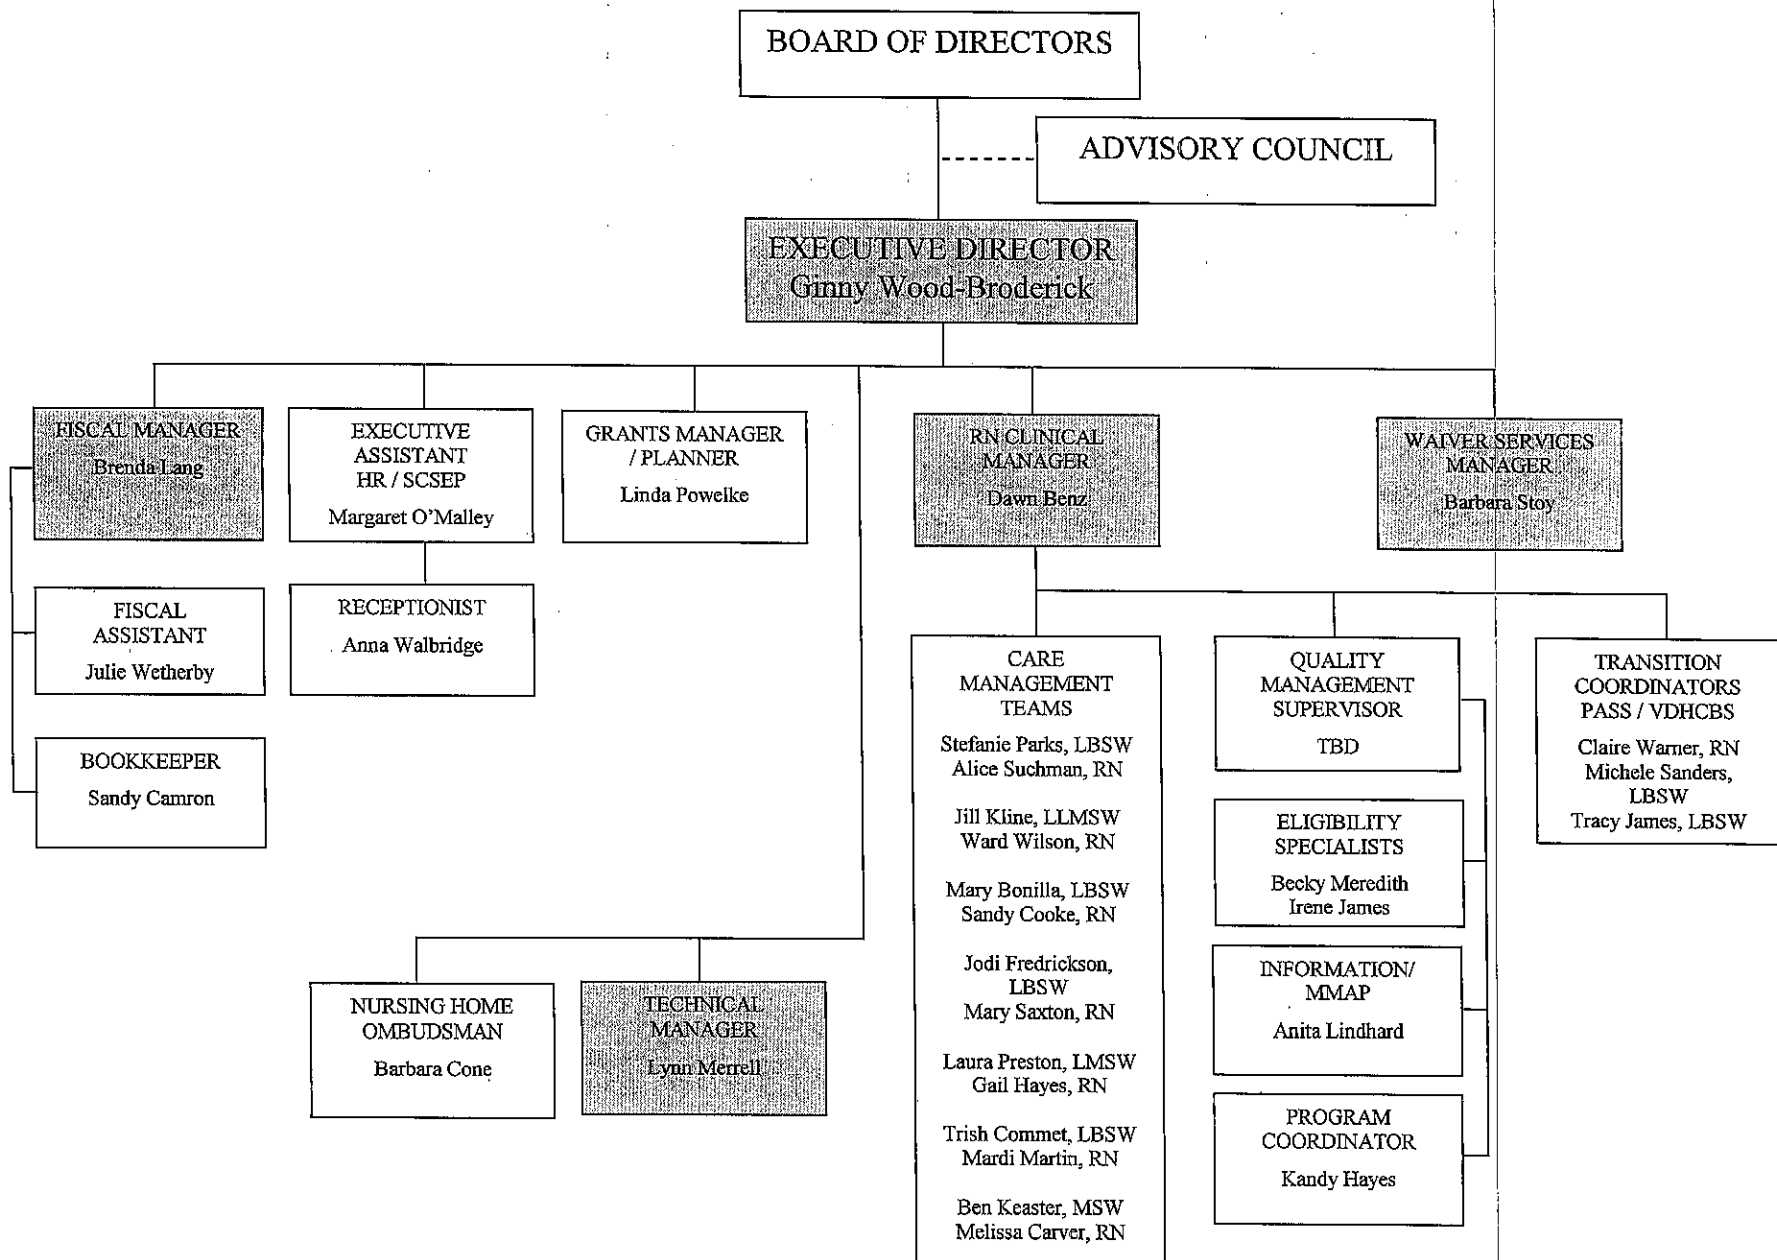 BOARD OF DIRECTORS
ADVISORY COUNCIL
EXECUTIVE DIRECTOR
Ginny Wood-Broderick
FISCAL MANAGER
Brenda Lang
EXECUTIVE
ASSISTANT
HR / SCSEP
Margaret O'Malley
GRANTS MANAGER
/ PLANNER
Linda Powelke
RN CLINICAL
MANAGER
Dawn Benz
WAIVER SERVICES
MANAGER
Barbara Stoy
FISCAL
ASSISTANT
Julie Wetherby
RECEPTIONIST
Anna Walbridge
BOOKKEEPER
Sandy Camron
NURSING HOME
OMBUDSMAN
Barbara Cone
TECHNICAL
MANAGER
Lynn Merrell
CARE
MANAGEMENT
TEAMS
Stefanie Parks, LBSW
Alice Suchman, RN
Jill Kline, LLMSW
Ward Wilson, RN
Mary Bonilla, LBSW
Sandy Cooke, RN
Jodi Fredrickson,
LBSW
Mary Saxton, RN
Laura Preston, LMSW
Gail Hayes, RN
Trish Commet, LBSW
Mardi Martin, RN
Ben Keaster, MSW
Melissa Carver, RN
QUALITY
MANAGEMENT
SUPERVISOR
TBD
ELIGIBILITY
SPECIALISTS
Becky Meredith
Irene James
INFORMATION/
MMAP
Anita Lindhard
PROGRAM
COORDINATOR
Kandy Hayes
TRANSITION
COORDINATORS
PASS / VDHCBS
Claire Warner, RN
Michele Sanders,
LBSW
Tracy James, LBSW